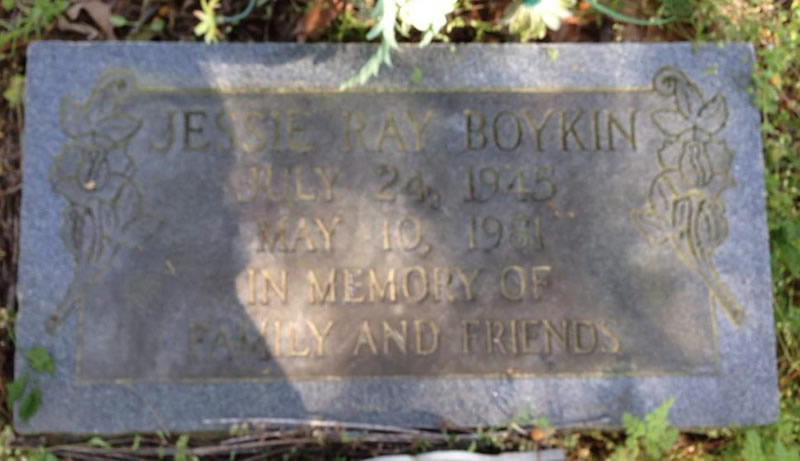 JESSIE RAY BOYKIN
JULY 24, 1945
MAY 10, 1981
IN MEMORY OF
FAMILY AND FRIENDS